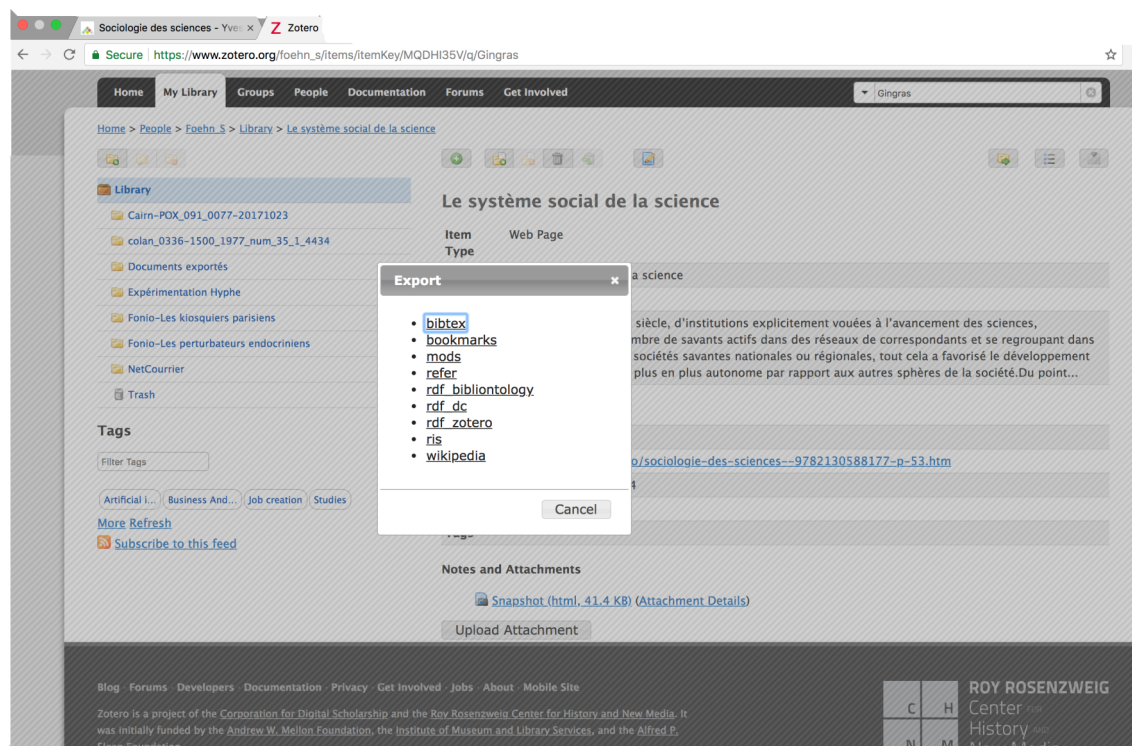 Sociologie des sciences - Yve
Zotero
Secure https://www.zotero.org/foehn_s/items/itemKey/MQDHI35V/q/Gingras
Home My Library Groups People Documentation Forums Get Involved
Gingras
Home > People > Foehn_S > Library > Le système social de la science
Library
Cairn-POX_091_0077-20171023
colan_0336-1500_1977_num_35_1_4434
Documents exportés
Expérimentation Hyphe
Fonio-Les kiosquiers parisiens
Fonio-Les perturbateurs endocriniens
NetCourrier
Trash
Tags
Filter Tags
Artificial i... Business And... Job creation Studies
More Refresh
Subscribe to this feed
Le système social de la science
Item Web Page
Type
a science
siècle, d'institutions explicitement vouées à l'avancement des sciences,
mbre de savants actifs dans des réseaux de correspondants et se regroupant dans
sociétés savantes nationales ou régionales, tout cela a favorisé le développement
plus en plus autonome par rapport aux autres sphères de la société.Du point...
o/sociologie-des-sciences--9782130588177-p-53.htm
4
Tags
Notes and Attachments
Snapshot (html, 41.4 KB) (Attachment Details)
Upload Attachment
Export
bibtex
bookmarks
mods
refer
rdf_bibliontology
rdf_dc
rdf_zotero
ris
wikipedia
Cancel
Blog · Forums · Developers · Documentation · Privacy · Get Involved · Jobs · About · Mobile Site
Zotero is a project of the Corporation for Digital Scholarship and the Roy Rosenzweig Center for History and New Media. It
was initially funded by the Andrew W. Mellon Foundation, the Institute of Museum and Library Services, and the Alfred P.
Sloan Foundation.
C H
N M
ROY ROSENZWEIG
Center FOR
History AND